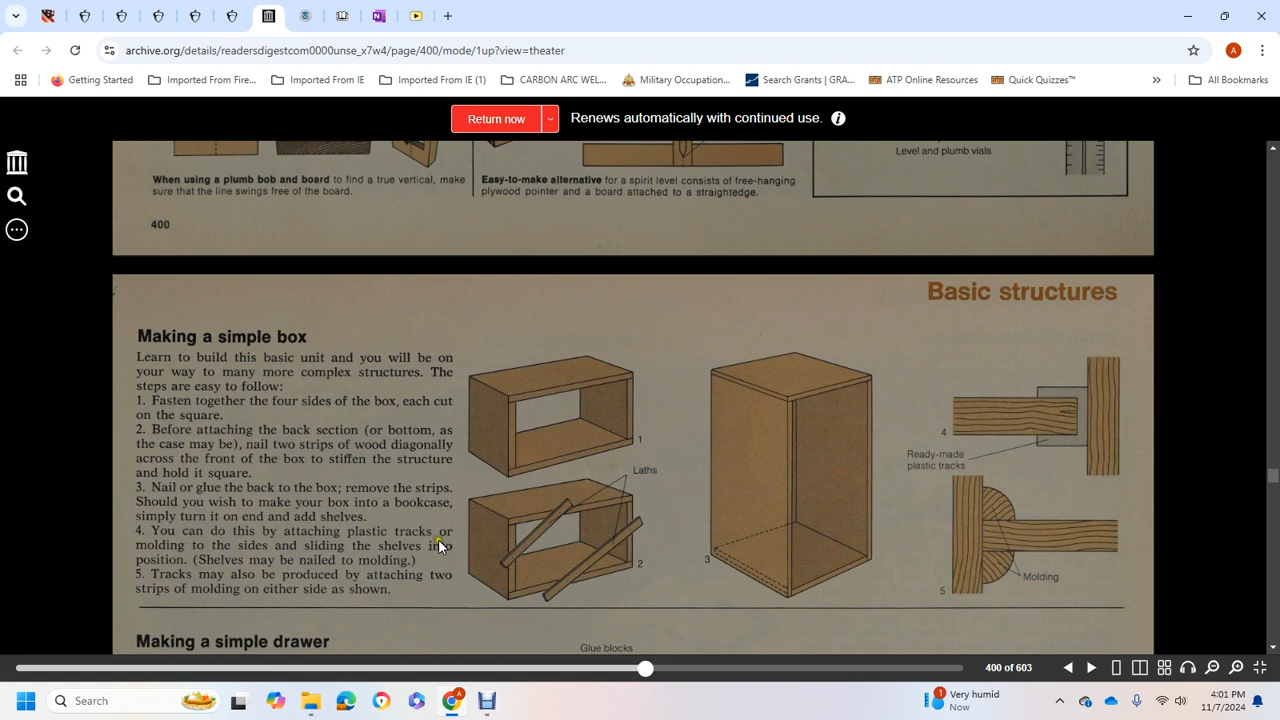 archive.org/details/readersdigestcom0000unse_x7w4/page/400/mode/1up?view=theater
A
Getting Started
Imported From Fire...
Imported From IE
Imported From IE (1)
CARBON ARC WEL...
Military Occupation...
Search Grants | GRA...
ATP Online Resources
Quick Quizzes™
»
All Bookmarks
Return now
Renews automatically with continued use.
When using a plumb bob and board to find a true vertical, make
sure that the line swings free of the board.
Easy-to-make alternative for a spirit level consists of free-hanging
plywood pointer and a board attached to a straightedge.
Level and plumb vials
400
Basic structures
Making a simple box
Learn to build this basic unit and you will be on
your way to many more complex structures. The
steps are easy to follow:
1. Fasten together the four sides of the box, each cut
on the square.
2. Before attaching the back section (or bottom, as
the case may be), nail two strips of wood diagonally
across the front of the box to stiffen the structure
and hold it square.
3. Nail or glue the back to the box; remove the strips.
Should you wish to make your box into a bookcase,
simply turn it on end and add shelves.
4. You can do this by attaching plastic tracks or
molding to the sides and sliding the shelves into
position. (Shelves may be nailed to molding.)
5. Tracks may also be produced by attaching two
strips of molding on either side as shown.
1
Laths
2
3
4
Ready-made
plastic tracks
Molding
5
Making a simple drawer
Glue blocks
400 of 603
Search
1
Very humid
Now
A
4:01 PM
11/7/2024